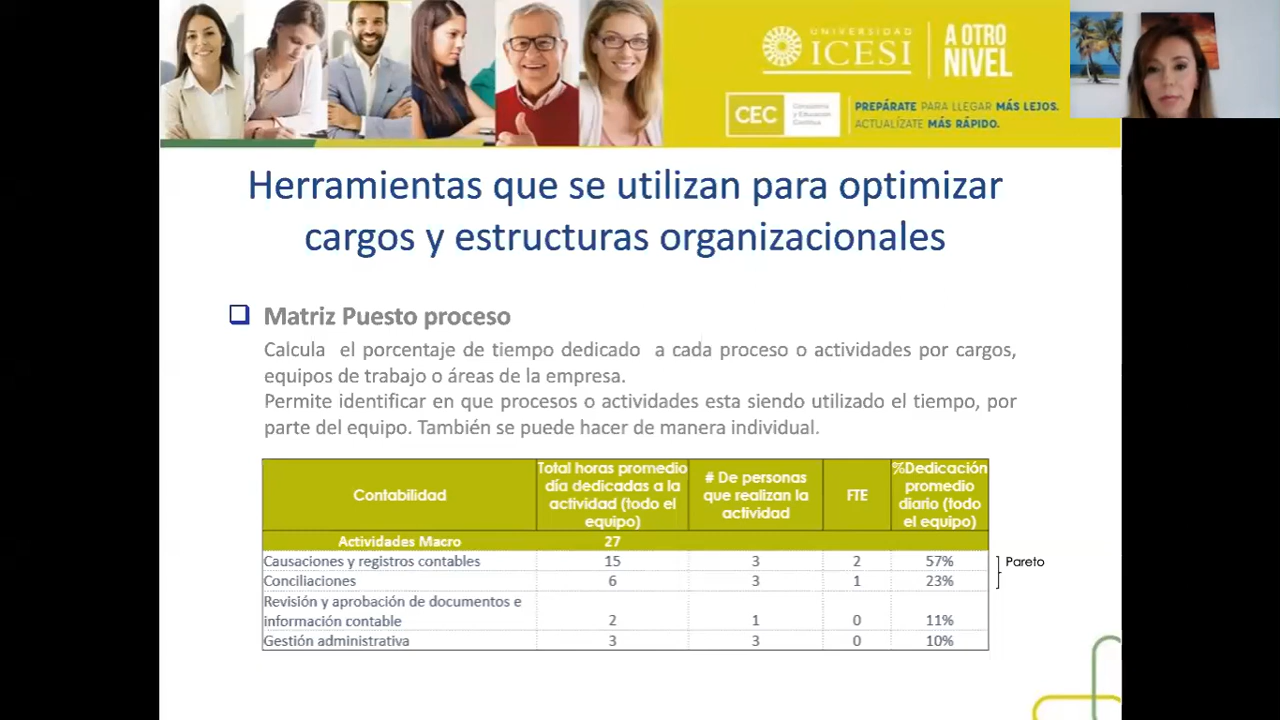 UNIVERSIDAD
ICESI
A OTRO
NIVEL
CEC
Consultoría
y Educación
Continua
PREPÁRATE PARA LLEGAR MÁS LEJOS.
ACTUALÍZATE MÁS RÁPIDO.
Herramientas que se utilizan para optimizar
cargos y estructuras organizacionales
Matriz Puesto proceso
Calcula el porcentaje de tiempo dedicado a cada proceso o actividades por cargos,
equipos de trabajo o áreas de la empresa.
Permite identificar en que procesos o actividades esta siendo utilizado el tiempo, por
parte del equipo. También se puede hacer de manera individual.
Contabilidad
Total horas promedio
día dedicadas a la
actividad (todo el
equipo)
# De personas
que realizan la
actividad
FTE
%Dedicación
promedio
diario (todo
el equipo)
Actividades Macro 27
Causaciones y registros contables 15 3 2 57%
Pareto
Conciliaciones 6 3 1 23%
Revisión y aprobación de documentos e
información contable 2 1 0 11%
Gestión administrativa 3 3 0 10%